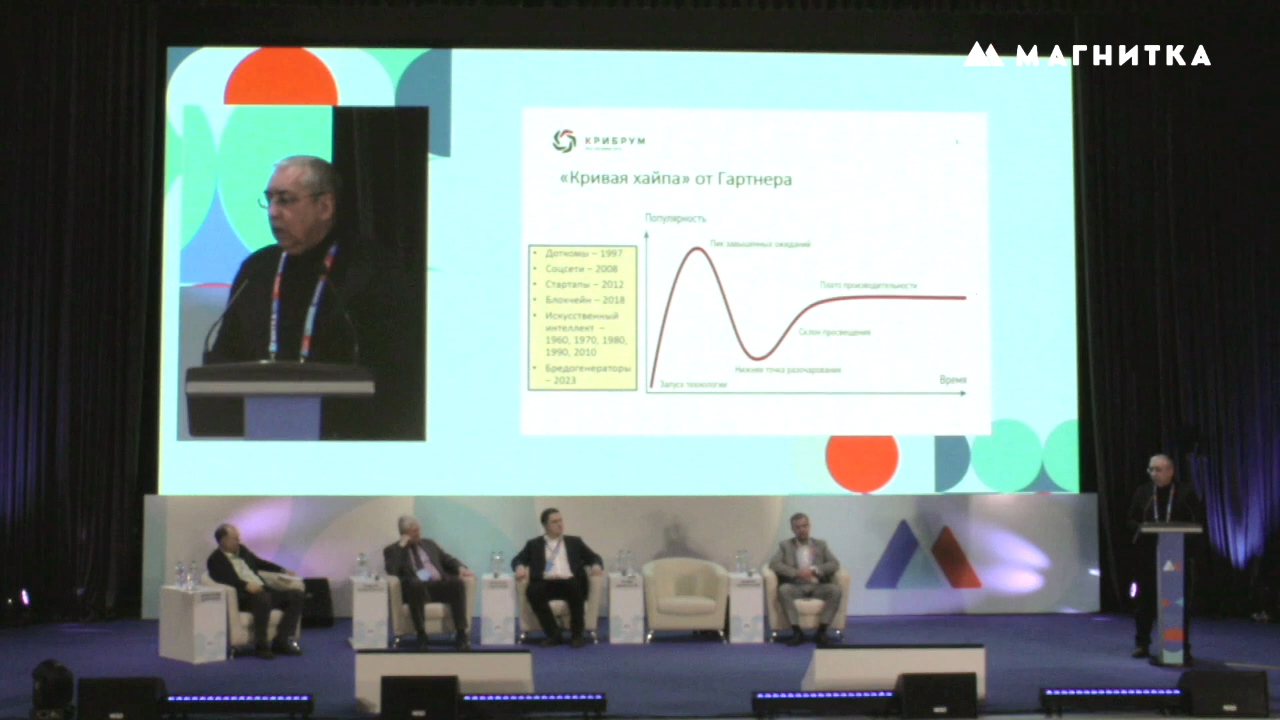 МАГНИТКА
КРИБРУМ
«Кривая хайпа» от Гартнера
Популярность
Пик завышенных ожиданий
• Доткомы – 1997
• Соцсети – 2008
• Стартапы – 2012
• Блокчейн – 2018
• Искусственный
интеллект –
1960, 1970, 1980,
1990, 2010
• Бредогенераторы
– 2023
Плато производительности
Склон просвещения
Нижняя точка разочарования
Запуск технологии
Время